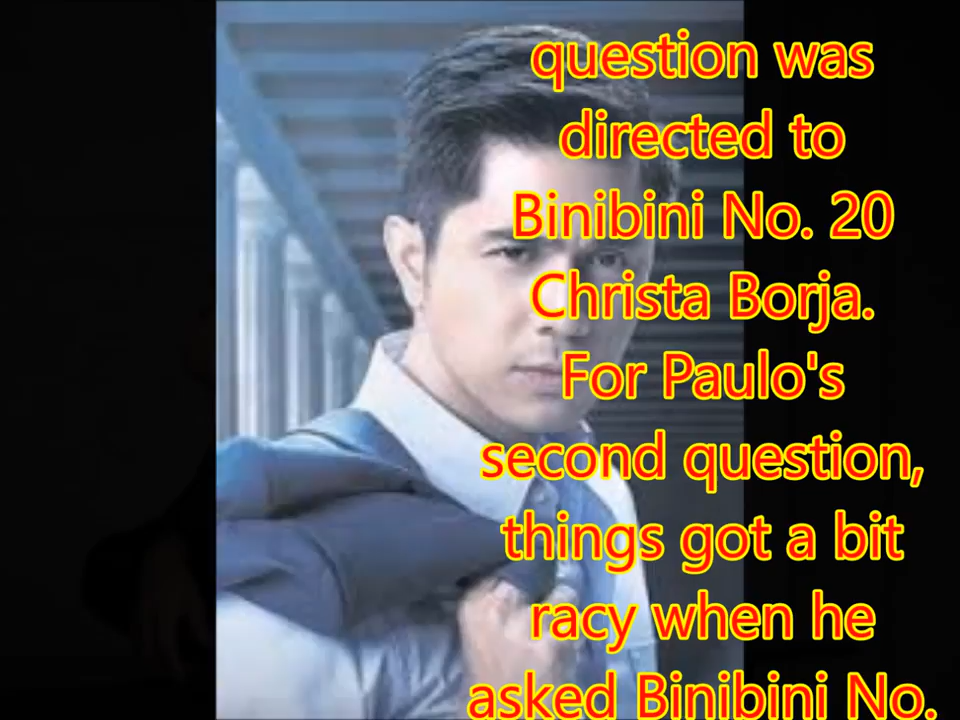 question was
directed to
Binibini No. 20
Christa Borja.
For Paulo's
second question,
things got a bit
racy when he
asked Binibini No.